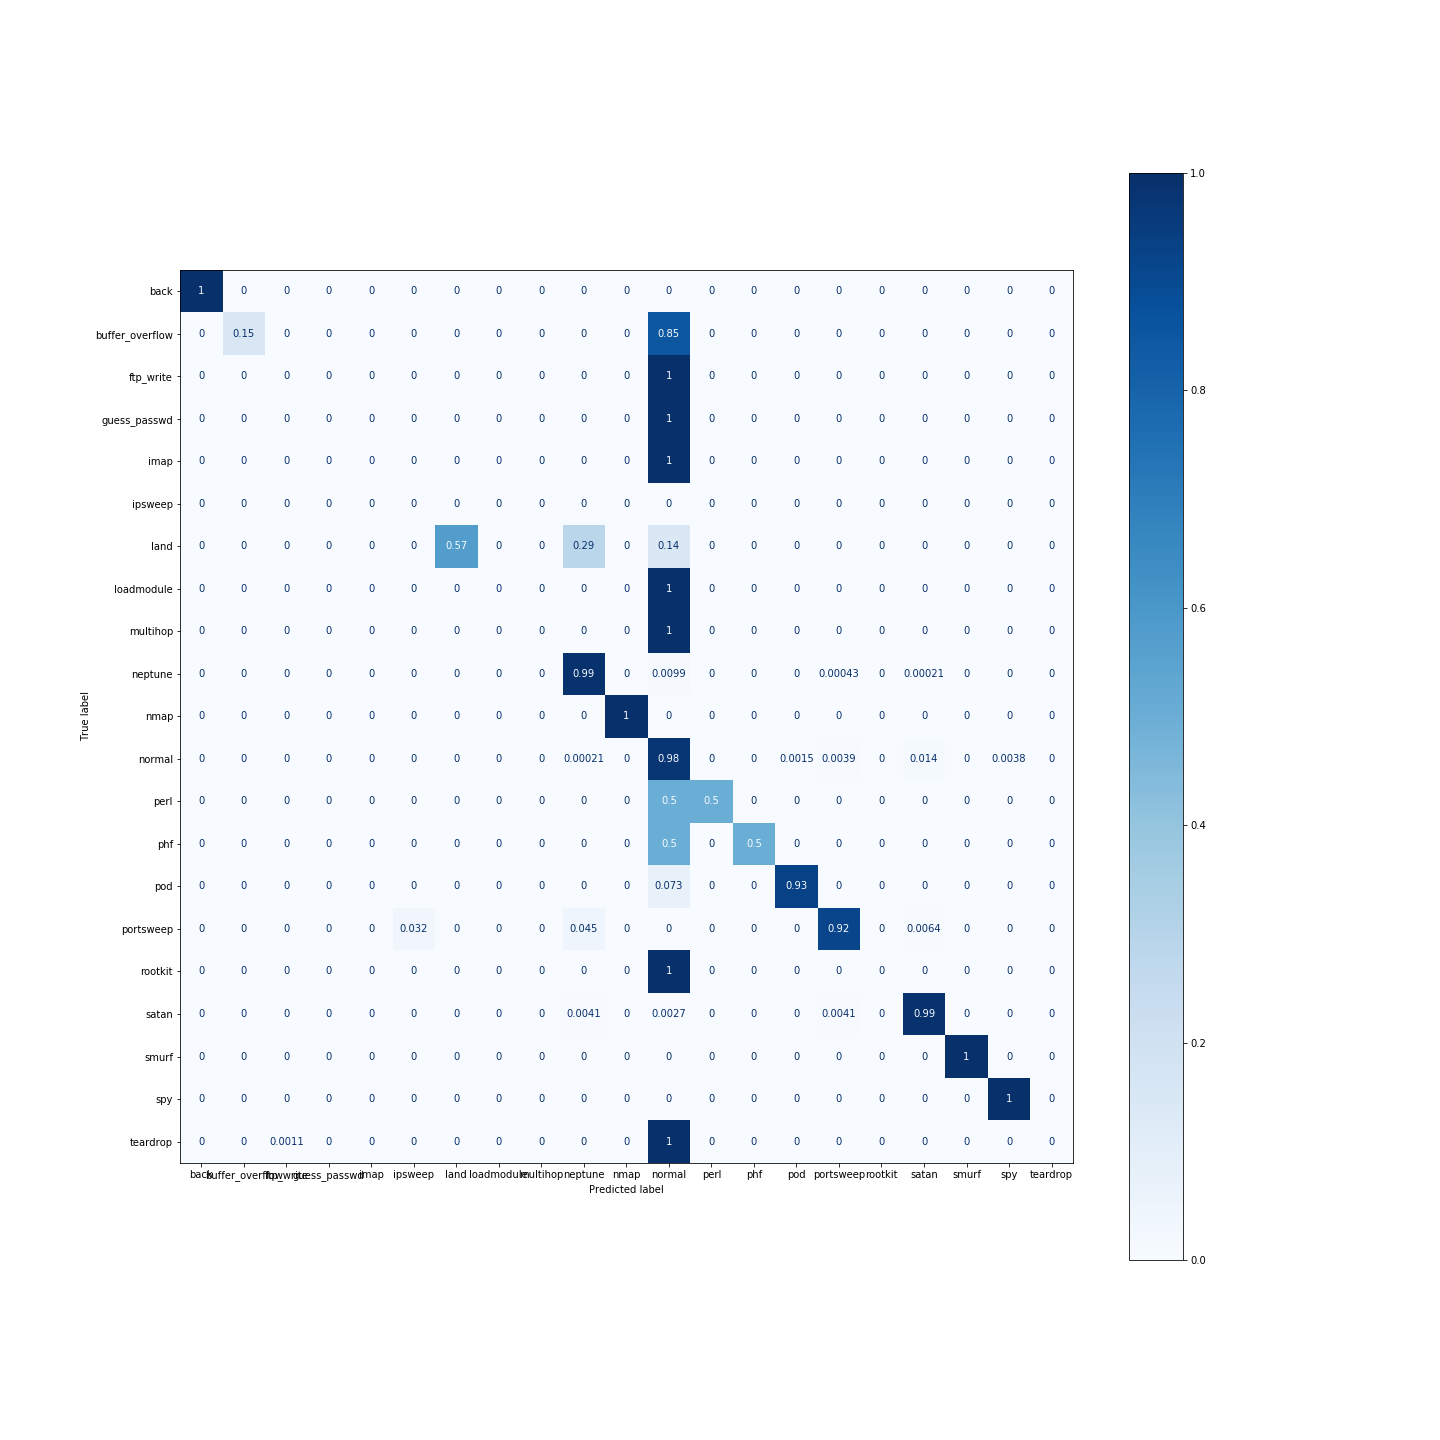 1.0
back 1 0 0 0 0 0 0 0 0 0 0 0 0 0 0 0 0 0 0 0 0
buffer_overflow 0 0.15 0 0 0 0 0 0 0 0 0 0.85 0 0 0 0 0 0 0 0 0
ftp_write 0 0 0 0 0 0 0 0 0 0 0 1 0 0 0 0 0 0 0 0 0
0.8
guess_passwd 0 0 0 0 0 0 0 0 0 0 0 1 0 0 0 0 0 0 0 0 0
imap 0 0 0 0 0 0 0 0 0 0 0 1 0 0 0 0 0 0 0 0 0
ipsweep 0 0 0 0 0 0 0 0 0 0 0 0 0 0 0 0 0 0 0 0 0
land 0 0 0 0 0 0 0.57 0 0 0.29 0 0.14 0 0 0 0 0 0 0 0 0
loadmodule 0 0 0 0 0 0 0 0 0 0 0 1 0 0 0 0 0 0 0 0 0
0.6
multihop 0 0 0 0 0 0 0 0 0 0 0 1 0 0 0 0 0 0 0 0 0
neptune 0 0 0 0 0 0 0 0 0 0.99 0 0.0099 0 0 0 0.00043 0 0.00021 0 0 0
nmap 0 0 0 0 0 0 0 0 0 0 1 0 0 0 0 0 0 0 0 0 0
True label
normal 0 0 0 0 0 0 0 0 0 0.00021 0 0.98 0 0 0.0015 0.0039 0 0.014 0 0.0038 0
perl 0 0 0 0 0 0 0 0 0 0 0 0.5 0.5 0 0 0 0 0 0 0 0
0.4
phf 0 0 0 0 0 0 0 0 0 0 0 0.5 0 0.5 0 0 0 0 0 0 0
pod 0 0 0 0 0 0 0 0 0 0 0 0.073 0 0 0.93 0 0 0 0 0 0
portsweep 0 0 0 0 0 0.032 0 0 0 0.045 0 0 0 0 0 0.92 0 0.0064 0 0 0
rootkit 0 0 0 0 0 0 0 0 0 0 0 1 0 0 0 0 0 0 0 0 0
satan 0 0 0 0 0 0 0 0 0 0.0041 0 0.0027 0 0 0 0.0041 0 0.99 0 0 0
0.2
smurf 0 0 0 0 0 0 0 0 0 0 0 0 0 0 0 0 0 0 1 0 0
spy 0 0 0 0 0 0 0 0 0 0 0 0 0 0 0 0 0 0 0 1 0
teardrop 0 0 0.0011 0 0 0 0 0 0 0 0 1 0 0 0 0 0 0 0 0 0
back buffer_overflow ftp_write guess_passwd imap ipsweep land loadmodule multihop neptune nmap normal perl phf pod portsweep rootkit satan smurf spy teardrop
Predicted label
0.0